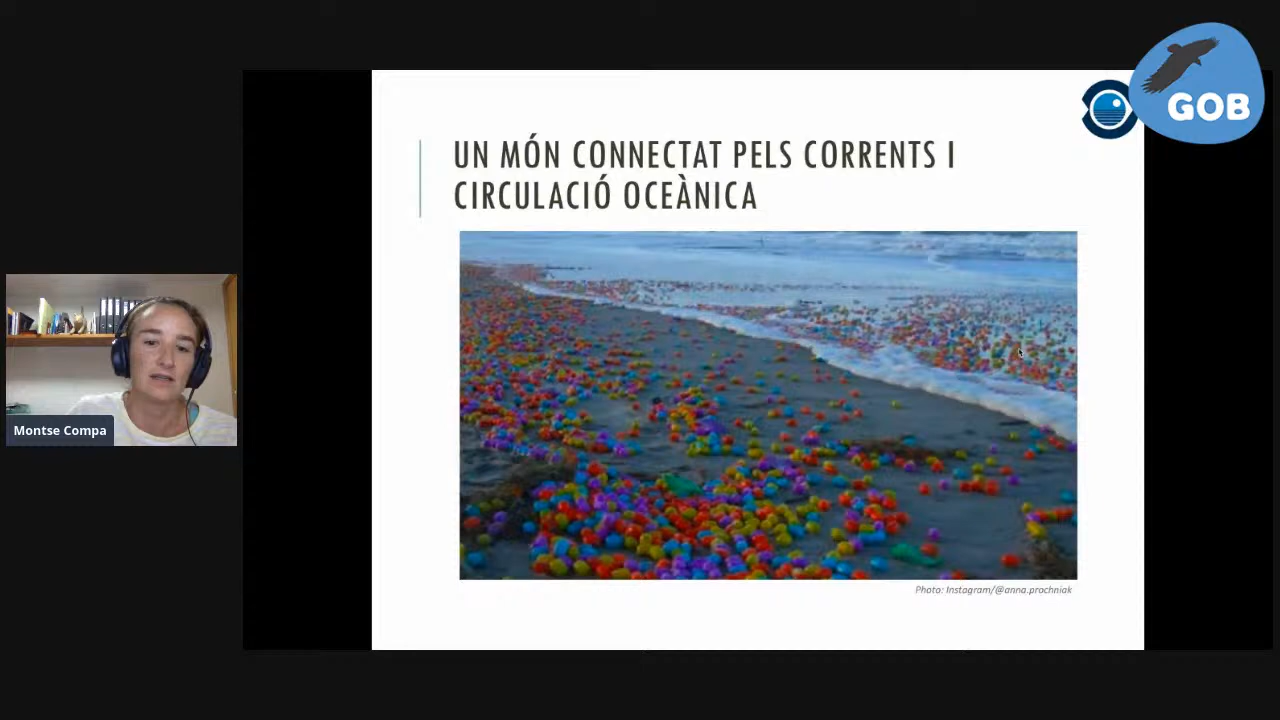 GOB
UN MÓN CONNECTAT PELS CORRENTS I
CIRCULACIÓ OCEÀNICA
Montse Compa
Photo: Instagram/@anna.prochniak